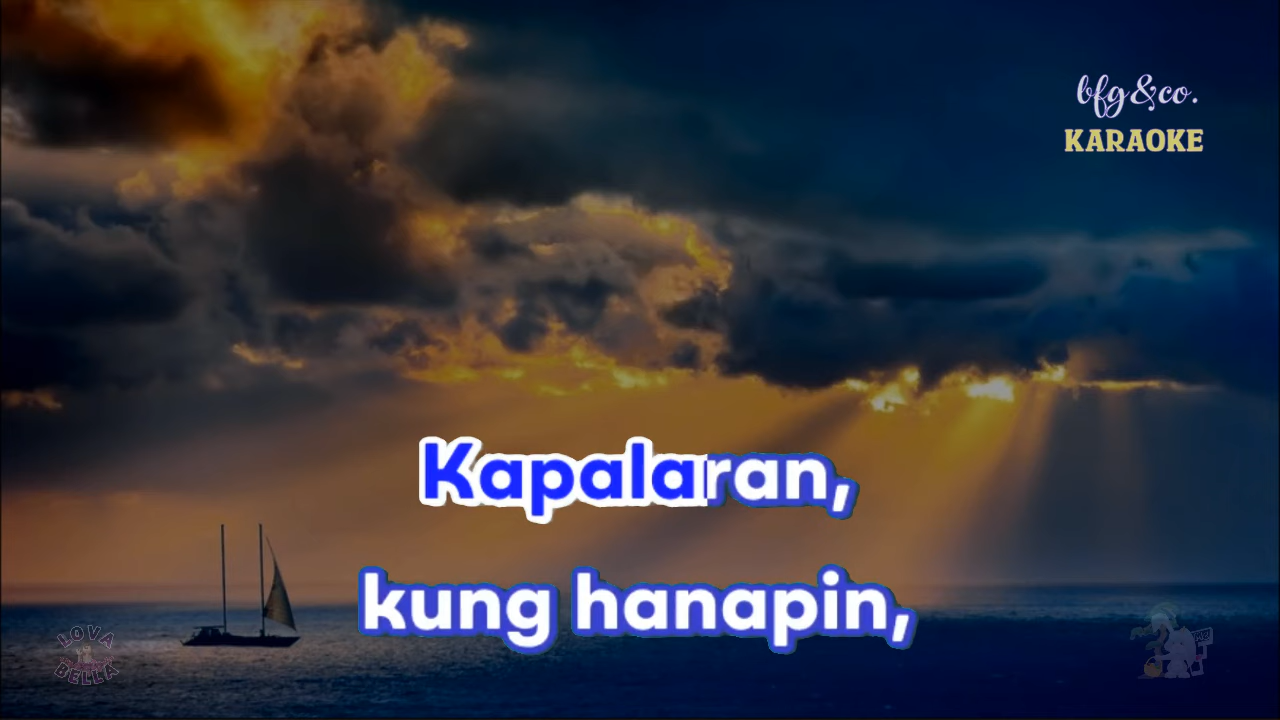 bfg&co.
KARAOKE
Kapalaran,
kung hanapin,
LOVA
BELLA